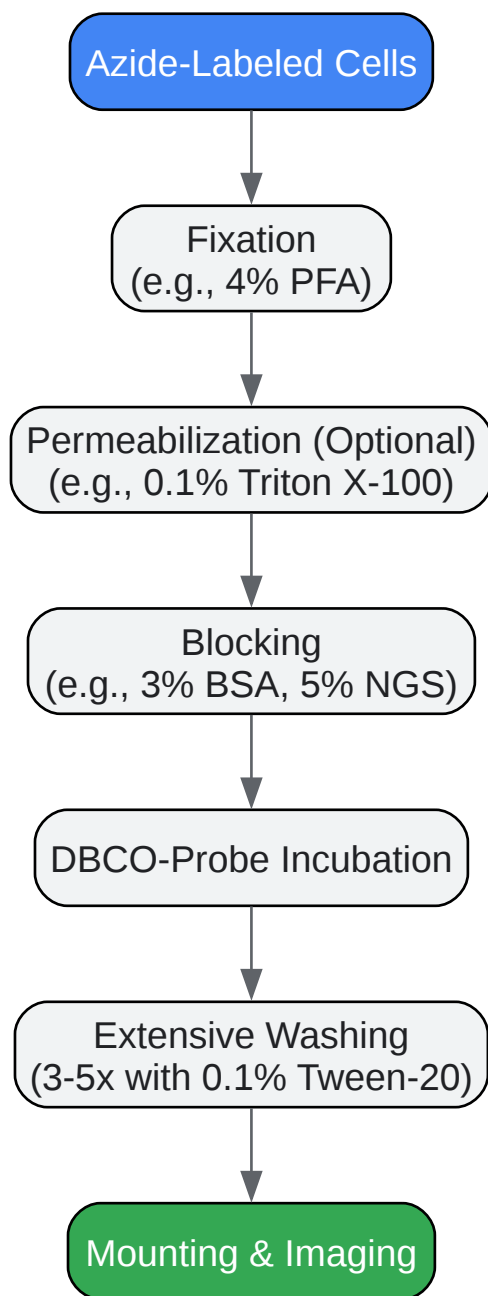 Azide-Labeled Cells
Fixation
(e.g., 4% PFA)
Permeabilization (Optional)
(e.g., 0.1% Triton X-100)
Blocking
(e.g., 3% BSA, 5% NGS)
DBCO-Probe Incubation
Extensive Washing
(3-5x with 0.1% Tween-20)
Mounting & Imaging